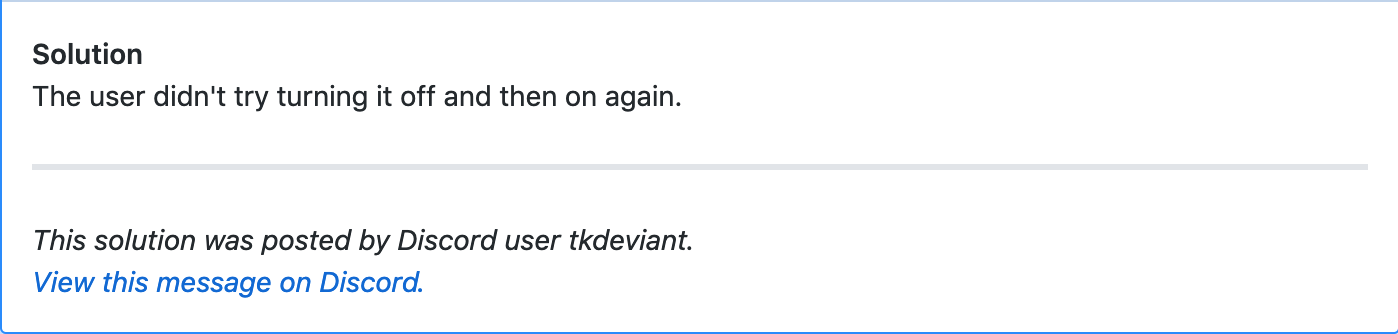 Solution
The user didn't try turning it off and then on again.
This solution was posted by Discord user tkdeviant.
View this message on Discord.